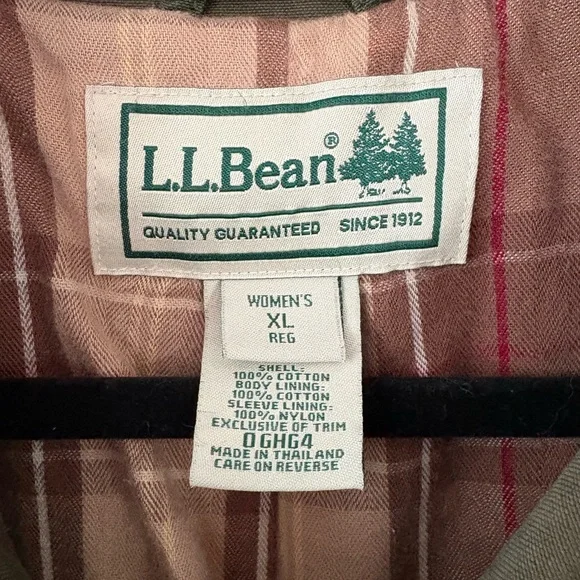 L.L.Bean®
QUALITY GUARANTEED SINCE 1912
WOMEN'S
XL
REG
SHELL:
100% COTTON
BODY LINING:
100% COTTON
SLEEVE LINING:
100% NYLON
EXCLUSIVE OF TRIM
0GHG4
MADE IN THAILAND
CARE ON REVERSE